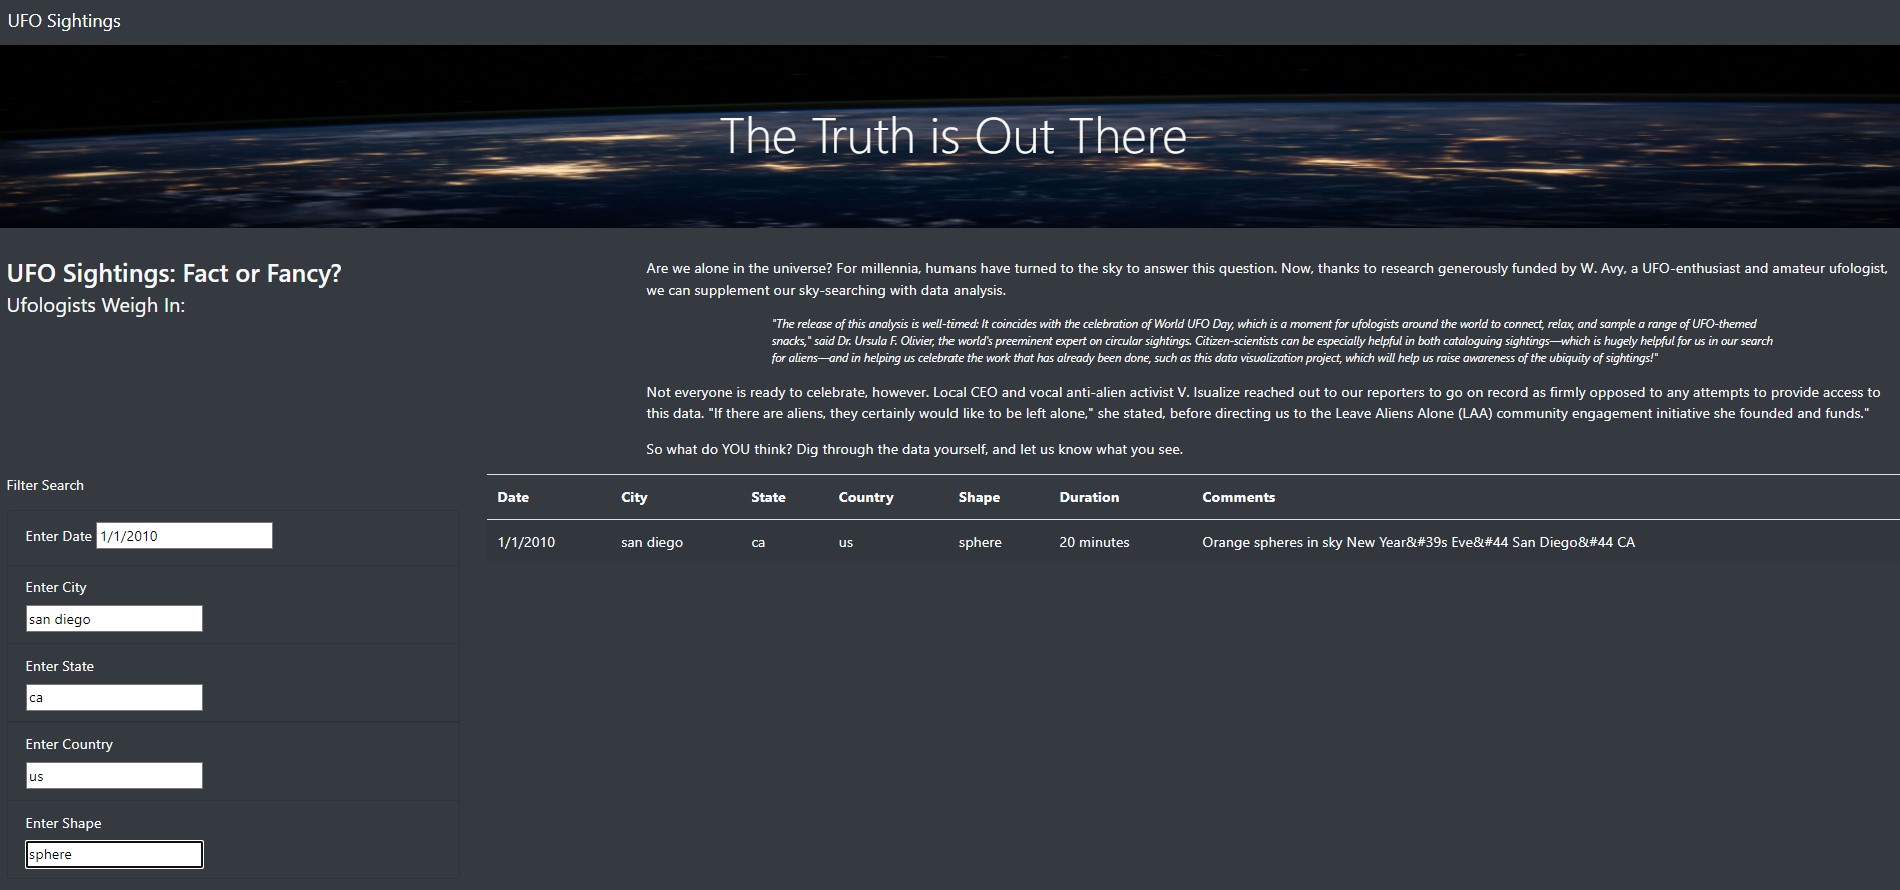 UFO Sightings
The Truth is Out There
UFO Sightings: Fact or Fancy?
Ufologists Weigh In:
Are we alone in the universe? For millennia, humans have turned to the sky to answer this question. Now, thanks to research generously funded by W. Avy, a UFO-enthusiast and amateur ufologist,
we can supplement our sky-searching with data analysis.
"The release of this analysis is well-timed: It coincides with the celebration of World UFO Day, which is a moment for ufologists around the world to connect, relax, and sample a range of UFO-themed
snacks," said Dr. Ursula F. Olivier, the world's preeminent expert on circular sightings. Citizen-scientists can be especially helpful in both cataloguing sightings—which is hugely helpful for us in our search
for aliens—and in helping us celebrate the work that has already been done, such as this data visualization project, which will help us raise awareness of the ubiquity of sightings!"
Not everyone is ready to celebrate, however. Local CEO and vocal anti-alien activist V. Isualize reached out to our reporters to go on record as firmly opposed to any attempts to provide access to
this data. "If there are aliens, they certainly would like to be left alone," she stated, before directing us to the Leave Aliens Alone (LAA) community engagement initiative she founded and funds."
So what do YOU think? Dig through the data yourself, and let us know what you see.
Filter Search
Enter Date 1/1/2010
Enter City
san diego
Enter State
ca
Enter Country
us
Enter Shape
sphere
Date City State Country Shape Duration Comments
1/1/2010 san diego ca us sphere 20 minutes Orange spheres in sky New Year&#39s Eve&#44 San Diego&#44 CA